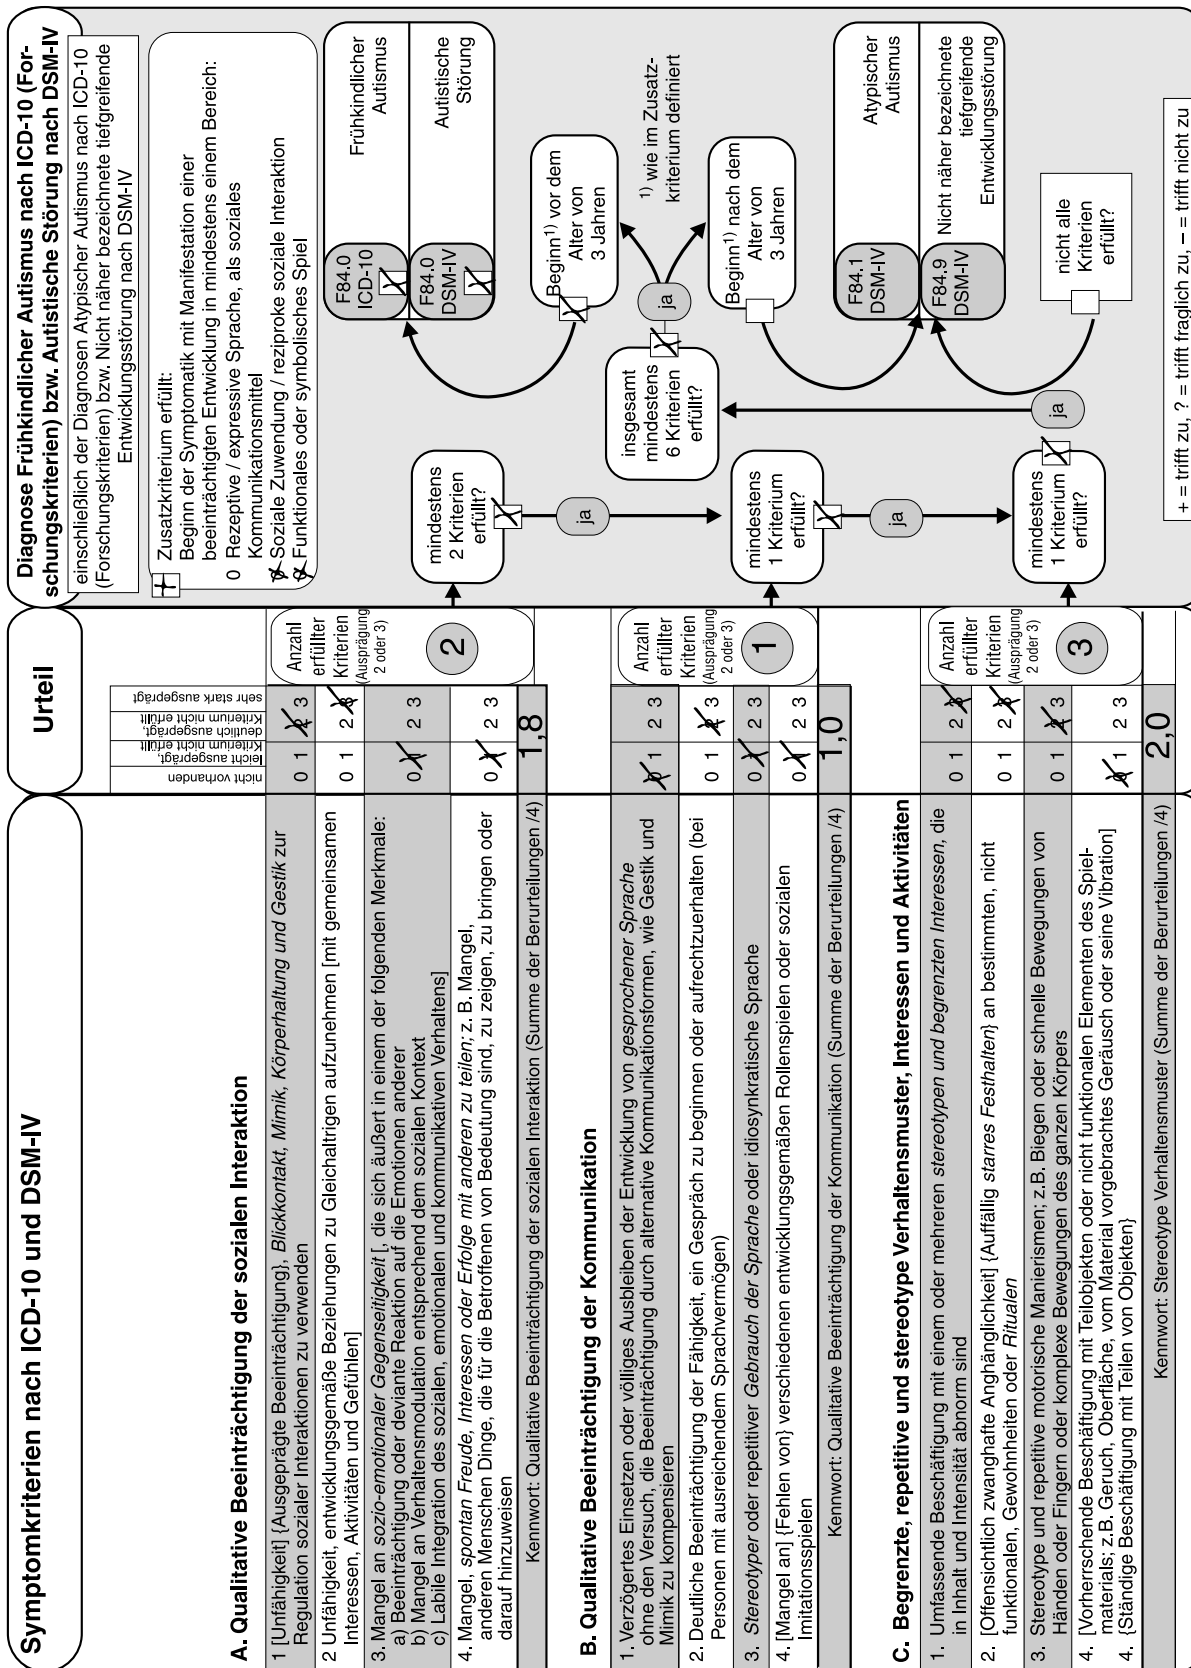 Symptomkriterien nach ICD-10 und DSM-IV
Urteil
nicht vorhanden
leicht ausgeprägt,
Kriterium nicht erfüllt
deutlich ausgeprägt,
Kriterium nicht erfüllt
sehr stark ausgeprägt
A. Qualitative Beeinträchtigung der sozialen Interaktion
1 [Unfähigkeit] {Ausgeprägte Beeinträchtigung}, Blickkontakt, Mimik, Körperhaltung und Gestik zur
Regulation sozialer Interaktionen zu verwenden
0 1 2 3
2 Unfähigkeit, entwicklungsgemäße Beziehungen zu Gleichaltrigen aufzunehmen [mit gemeinsamen
Interessen, Aktivitäten und Gefühlen]
0 1 2 3
3. Mangel an sozio-emotionaler Gegenseitigkeit [, die sich äußert in einem der folgenden Merkmale:
a) Beeinträchtigung oder deviante Reaktion auf die Emotionen anderer
b) Mangel an Verhaltensmodulation entsprechend dem sozialen Kontext
c) Labile Integration des sozialen, emotionalen und kommunikativen Verhaltens]
0 1 2 3
4. Mangel, spontan Freude, Interessen oder Erfolge mit anderen zu teilen; z. B. Mangel,
anderen Menschen Dinge, die für die Betroffenen von Bedeutung sind, zu zeigen, zu bringen oder
darauf hinzuweisen
0 1 2 3
Kennwort: Qualitative Beeinträchtigung der sozialen Interaktion (Summe der Berurteilungen /4)
1,8
Anzahl
erfüllter
Kriterien
(Ausprägung
2 oder 3)
2
B. Qualitative Beeinträchtigung der Kommunikation
1. Verzögertes Einsetzen oder völliges Ausbleiben der Entwicklung von gesprochener Sprache
ohne den Versuch, die Beeinträchtigung durch alternative Kommunikationsformen, wie Gestik und
Mimik zu kompensieren
0 1 2 3
2. Deutliche Beeinträchtigung der Fähigkeit, ein Gespräch zu beginnen oder aufrechtzuerhalten (bei
Personen mit ausreichendem Sprachvermögen)
0 1 2 3
3. Stereotyper oder repetitiver Gebrauch der Sprache oder idiosynkratische Sprache
0 1 2 3
4. [Mangel an] {Fehlen von} verschiedenen entwicklungsgemäßen Rollenspielen oder sozialen
Imitationsspielen
0 1 2 3
Kennwort: Qualitative Beeinträchtigung der Kommunikation (Summe der Berurteilungen /4)
1,0
Anzahl
erfüllter
Kriterien
(Ausprägung
2 oder 3)
1
C. Begrenzte, repetitive und stereotype Verhaltensmuster, Interessen und Aktivitäten
1. Umfassende Beschäftigung mit einem oder mehreren stereotypen und begrenzten Interessen, die
in Inhalt und Intensität abnorm sind
0 1 2 3
2. [Offensichtlich zwanghafte Anghänglichkeit] {Auffällig starres Festhalten} an bestimmten, nicht
funktionalen, Gewohnheiten oder Ritualen
0 1 2 3
3. Stereotype und repetitive motorische Manierismen; z.B. Biegen oder schnelle Bewegungen von
Händen oder Fingern oder komplexe Bewegungen des ganzen Körpers
0 1 2 3
4. [Vorherrschende Beschäftigung mit Teilobjekten oder nicht funktionalen Elementen des Spiel-
materials; z.B. Geruch, Oberfläche, vom Material vorgebrachtes Geräusch oder seine Vibration]
4. {Ständige Beschäftigung mit Teilen von Objekten}
0 1 2 3
Kennwort: Stereotype Verhaltensmuster (Summe der Berurteilungen /4)
2,0
Anzahl
erfüllter
Kriterien
(Ausprägung
2 oder 3)
3
Diagnose Frühkindlicher Autismus nach ICD-10 (For-
schungskriterien) bzw. Autistische Störung nach DSM-IV
einschließlich der Diagnosen Atypischer Autismus nach ICD-10
(Forschungskriterien) bzw. Nicht näher bezeichnete tiefgreifende
Entwicklungsstörung nach DSM-IV
Zusatzkriterium erfüllt:
Beginn der Symptomatik mit Manifestation einer
beeinträchtigten Entwicklung in mindestens einem Bereich:
0 Rezeptive / expressive Sprache, als soziales
Kommunikationsmittel
0 Soziale Zuwendung / reziproke soziale Interaktion
0 Funktionales oder symbolisches Spiel
mindestens
2 Kriterien
erfüllt?
ja
mindestens
1 Kriterium
erfüllt?
ja
mindestens
1 Kriterium
erfüllt?
ja
insgesamt
mindestens
6 Kriterien
erfüllt?
ja
Beginn1) vor dem
Alter von
3 Jahren
1) wie im Zusatz-
kriterium definiert
Beginn1) nach dem
Alter von
3 Jahren
nicht alle
Kriterien
erfüllt?
F84.0
ICD-10
Frühkindlicher
Autismus
F84.0
DSM-IV
Autistische
Störung
F84.1
DSM-IV
Atypischer
Autismus
F84.9
DSM-IV
Nicht näher bezeichnete
tiefgreifende
Entwicklungsstörung
+ = trifft zu, ? = trifft fraglich zu, – = trifft nicht zu